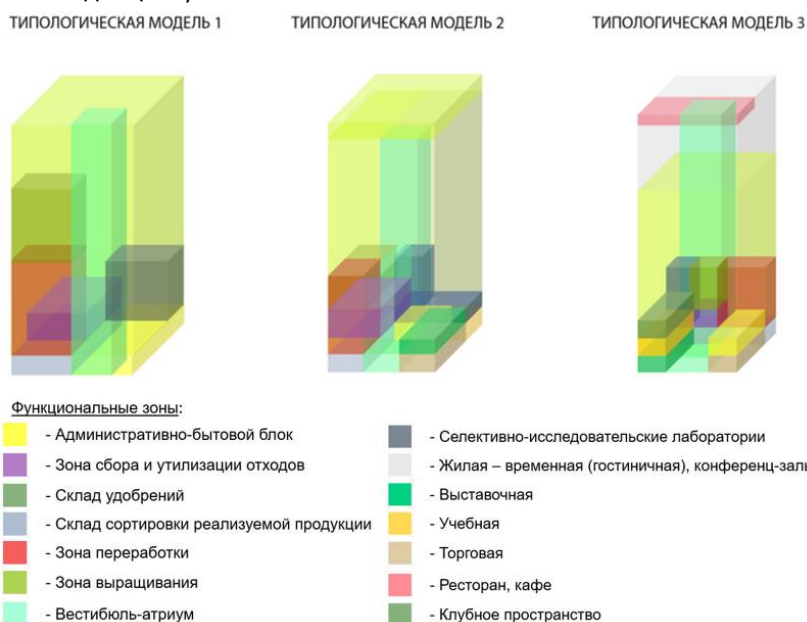 ТИПОЛОГИЧЕСКАЯ МОДЕЛЬ 1
ТИПОЛОГИЧЕСКАЯ МОДЕЛЬ 2
ТИПОЛОГИЧЕСКАЯ МОДЕЛЬ 3
Функциональные зоны:
- Административно-бытовой блок
- Зона сбора и утилизации отходов
- Склад удобрений
- Склад сортировки реализуемой продукции
- Зона переработки
- Зона выращивания
- Вестибюль-атриум
- Селективно-исследовательские лаборатории
- Жилая – временная (гостиничная), конференц-заль
- Выставочная
- Учебная
- Торговая
- Ресторан, кафе
- Клубное пространство